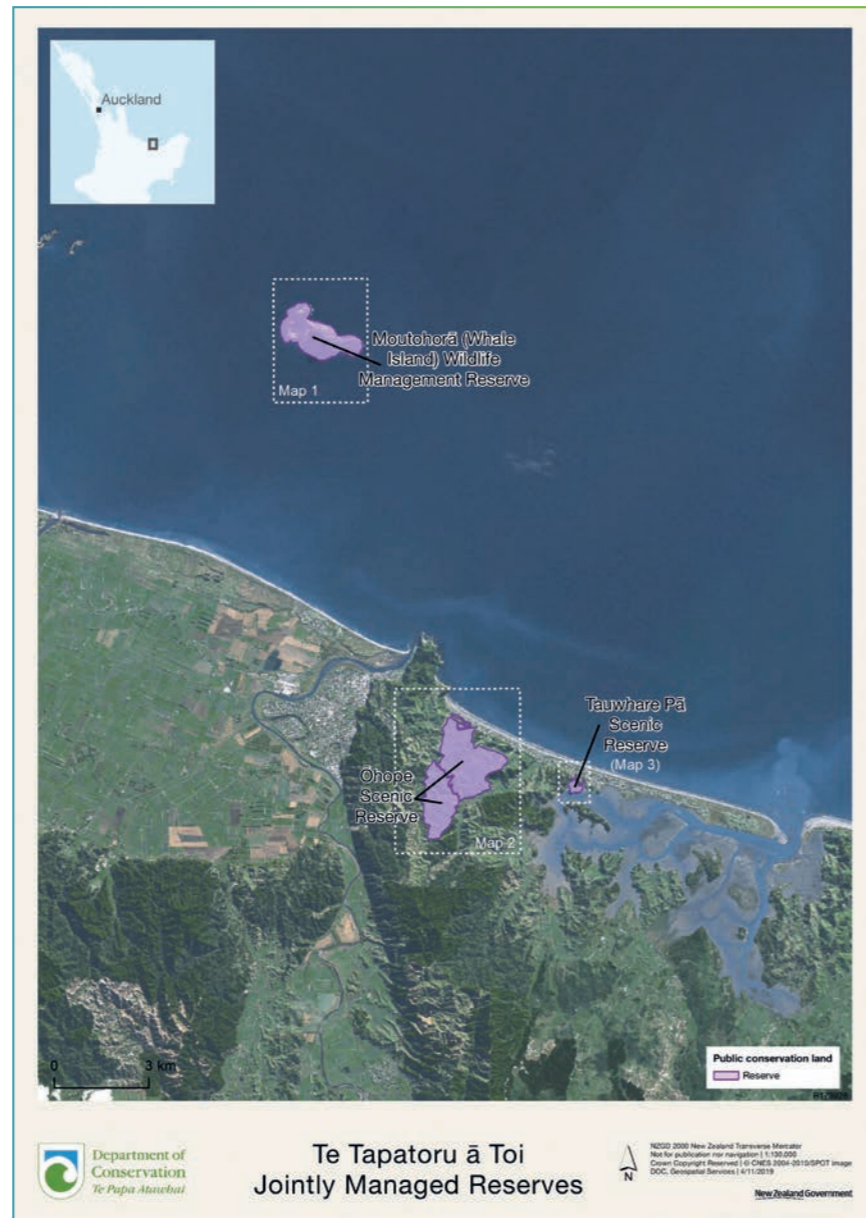 Auckland
Moutohorā (Whale
Island) Wildlife
Management Reserve
Map 1
Tauwhare Pā
Scenic
Reserve
(Map 3)
Ohope
Scenic
Reserve
Map 2
0 3 km
Public conservation land
Reserve
Department of
Conservation
Te Papa Atawhai
Te Tapatoru ā Toi
Jointly Managed Reserves
N
NZGD 2000 New Zealand Transverse Mercator
Not for publication nor navigation | 1:130,000
Crown Copyright Reserved | © CNES 2004-2010/SPOT Image
DOC, Geospatial Services | 4/11/2019
New Zealand Government